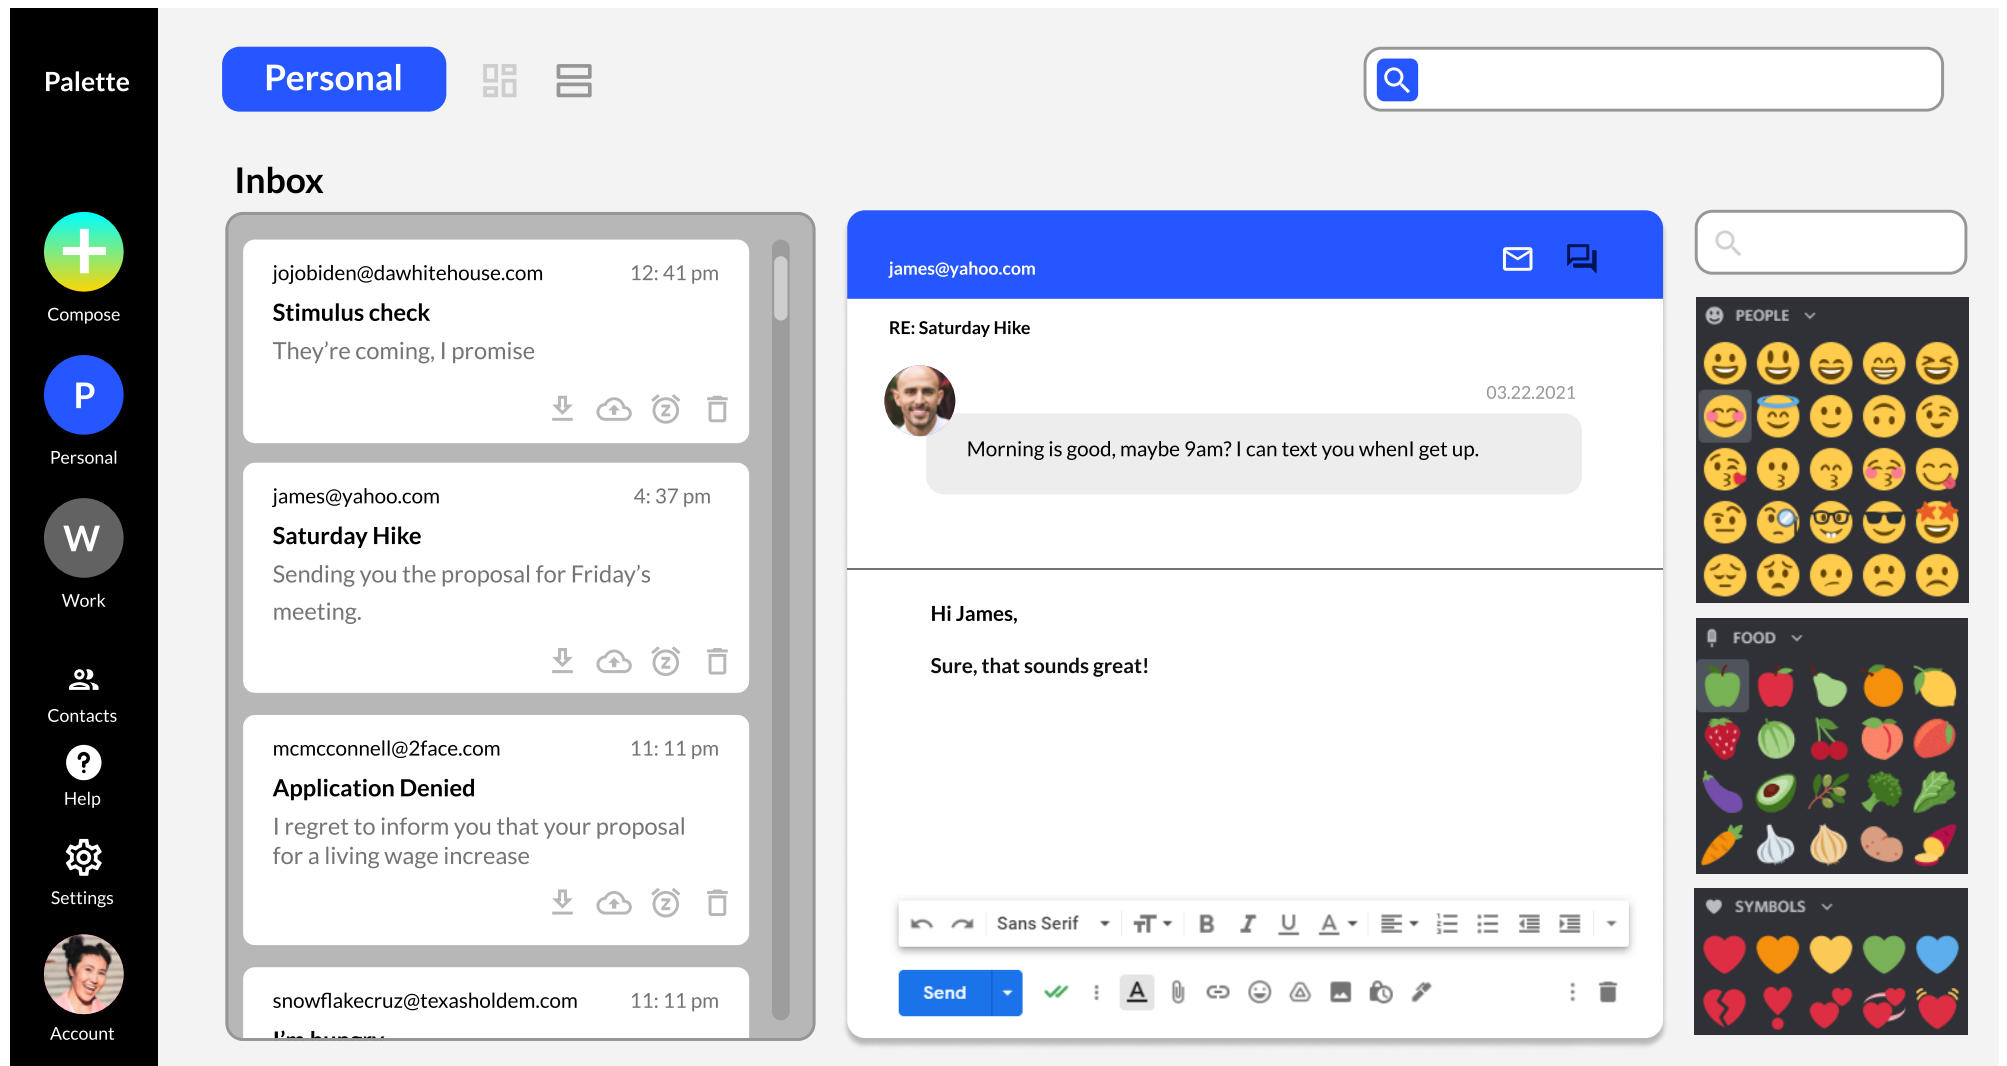 Palette
Compose
P
Personal
W
Work
Contacts
?
Help
Settings
Account
Personal
Inbox
jojobiden@dawhitehouse.com 12: 41 pm
Stimulus check
They’re coming, I promise
james@yahoo.com 4: 37 pm
Saturday Hike
Sending you the proposal for Friday’s
meeting.
mcmcconnell@2face.com 11: 11 pm
Application Denied
I regret to inform you that your proposal
for a living wage increase
snowflakecruz@texasholdem.com 11: 11 pm
I’m hungry
james@yahoo.com
RE: Saturday Hike
03.22.2021
Morning is good, maybe 9am? I can text you whenI get up.
Hi James,
Sure, that sounds great!
Sans Serif
Send
PEOPLE
FOOD
SYMBOLS